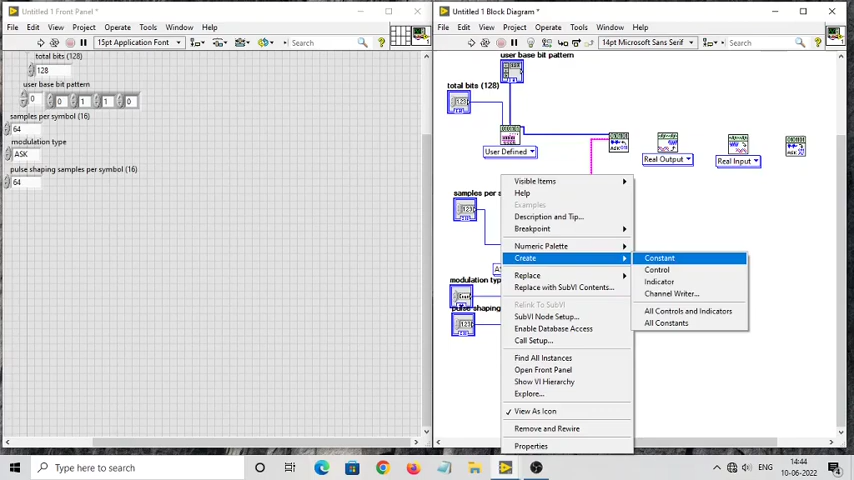 Untitled 1 Front Panel *
File Edit View Project Operate Tools Window Help
15pt Application Font
Search
total bits (128)
128
user base bit pattern
0 0 1 1 0
samples per symbol (16)
64
modulation type
ASK
pulse shaping samples per symbol (16)
64
Untitled 1 Block Diagram *
File Edit View Project Operate Tools Window Help
14pt Microsoft Sans Serif
Search
user base bit pattern
total bits (128)
User Defined
ASK
Real Output
Real Input
samples per s
modulation type
pulse shaping
Visible Items
Help
Examples
Description and Tip...
Breakpoint
Numeric Palette
Create
Replace
Replace with SubVI Contents...
Relink To SubVI
SubVI Node Setup...
Enable Database Access
Call Setup...
Find All Instances
Open Front Panel
Show VI Hierarchy
Explore...
View As Icon
Remove and Rewire
Properties
Constant
Control
Indicator
Channel Writer...
All Controls and Indicators
All Constants
Type here to search
ENG
14:44
10-06-2022
4